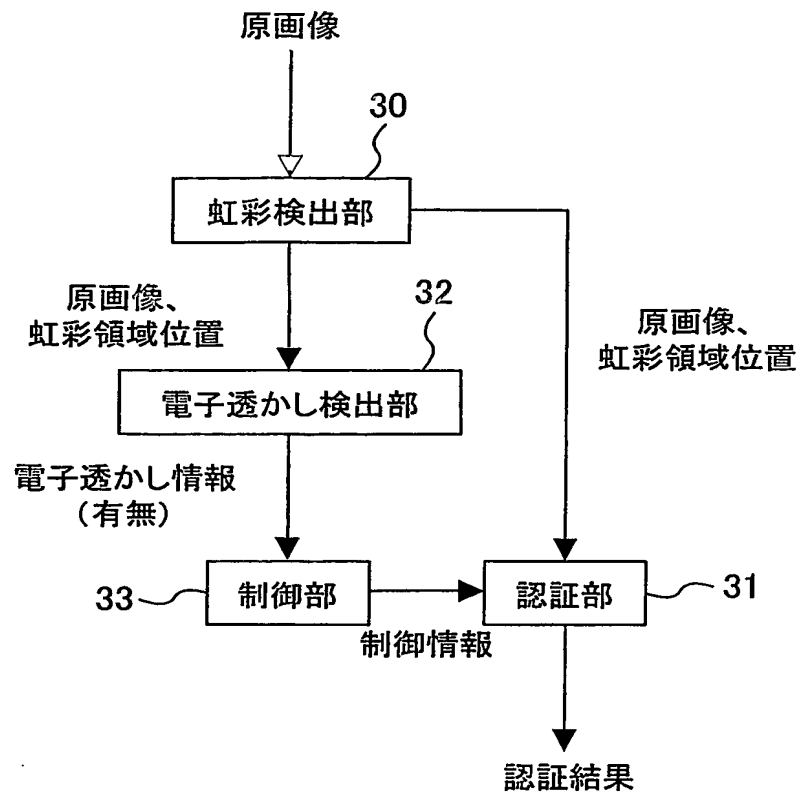 原画像
30
虹彩検出部
原画像、
虹彩領域位置
32
原画像、
虹彩領域位置
電子透かし検出部
電子透かし情報
(有無)
33
制御部
認証部
31
制御情報
認証結果